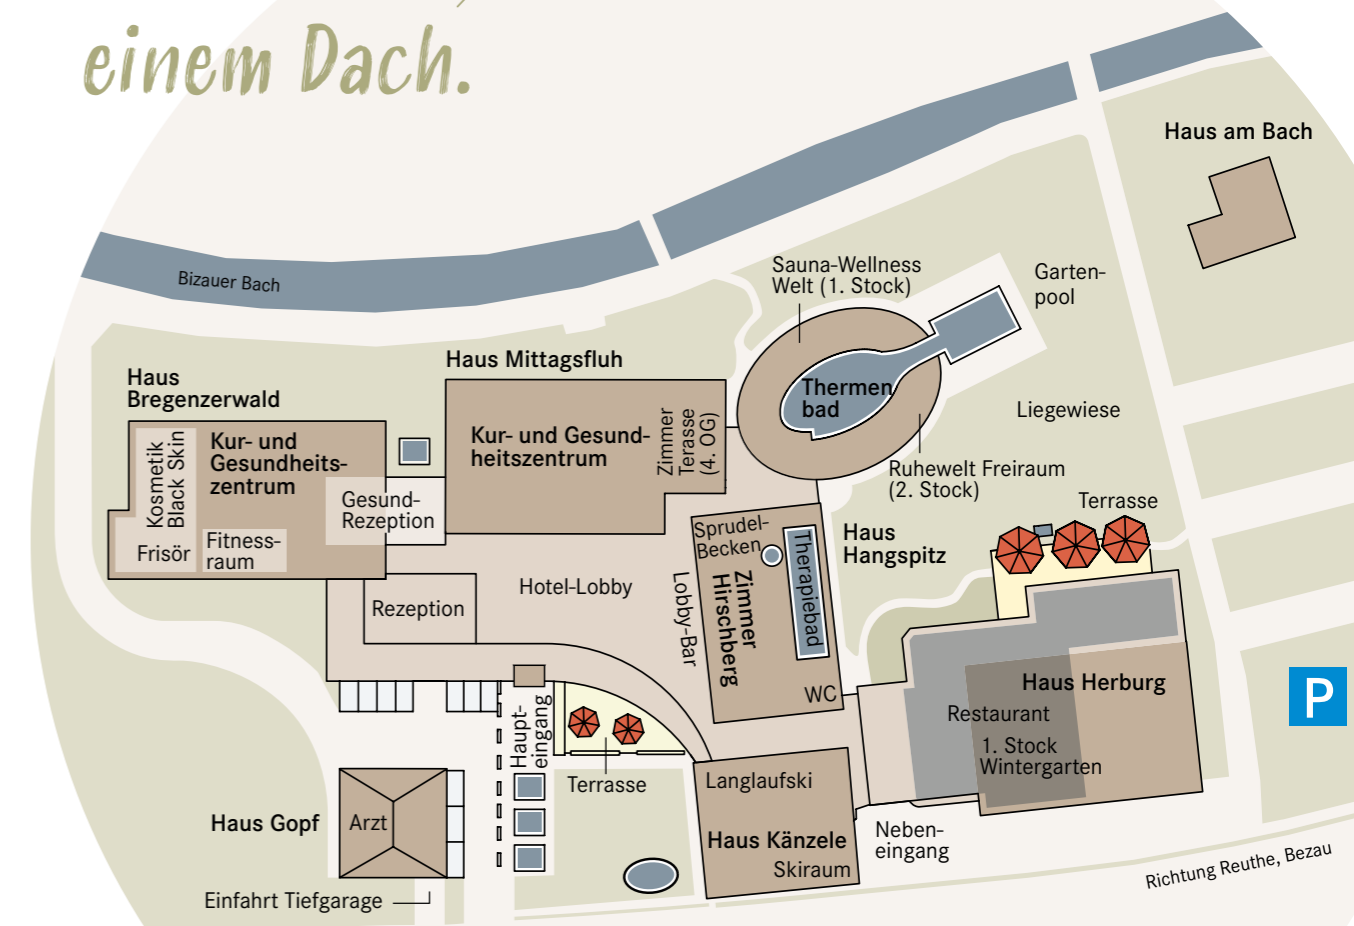 einem Dach.
Haus am Bach
Bizauer Bach
Sauna-Wellness
Welt (1. Stock)
Garten-
pool
Haus Mittagsfluh
Haus
Bregenzerwald
Thermen
bad
Liegewiese
Kosmetik
Black Skin
Kur- und
Gesundheits-
zentrum
Kur- und Gesund-
heitszentrum
Zimmer
Terasse
(4. OG)
Ruhewelt Freiraum
(2. Stock)
Gesund-
Rezeption
Terrasse
Frisör
Fitness-
raum
Sprudel-
Becken
Therapiebad
Haus
Hangspitz
Hotel-Lobby
Rezeption
Lobby-Bar
Zimmer
Hirschberg
WC
Haus Herburg
Restaurant
1. Stock
Wintergarten
P
Haupt-
eingang
Terrasse
Langlaufski
Haus Gopf
Arzt
Haus Känzele
Skiraum
Neben-
eingang
Richtung Reuthe, Bezau
Einfahrt Tiefgarage